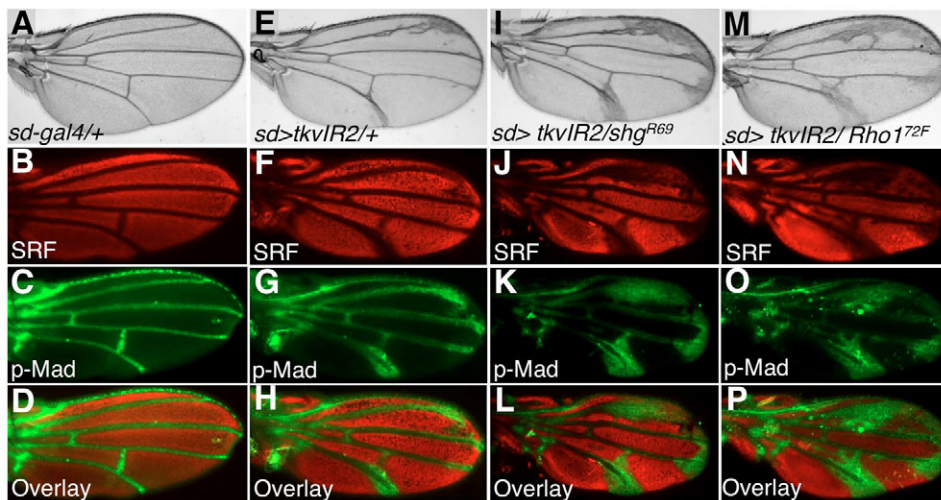 A E I M
sd-gal4/+ sd>tkvIR2/+ sd> tkvIR2/shgR69 sd> tkvIR2/ Rho172F
B F J N
SRF SRF SRF SRF
C G K O
p-Mad p-Mad p-Mad p-Mad
D H L P
Overlay Overlay Overlay Overlay